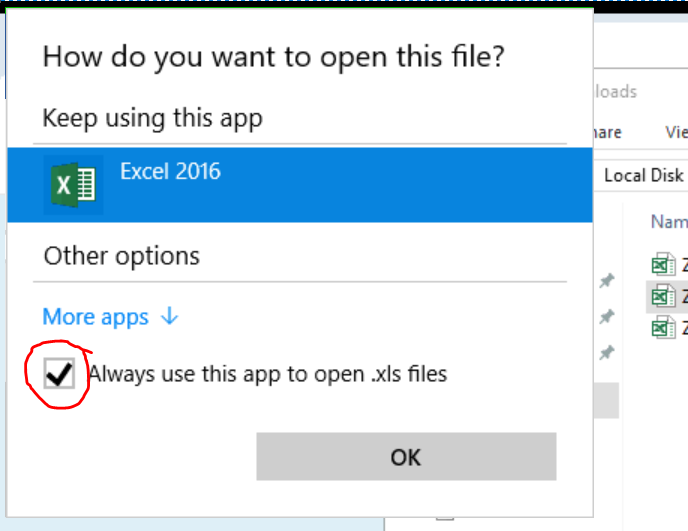 How do you want to open this file?
Keep using this app
Excel 2016
Other options
More apps
Always use this app to open .xls files
OK
loads
hare
Vie
Local Disk
Nam
Z
Z
Z